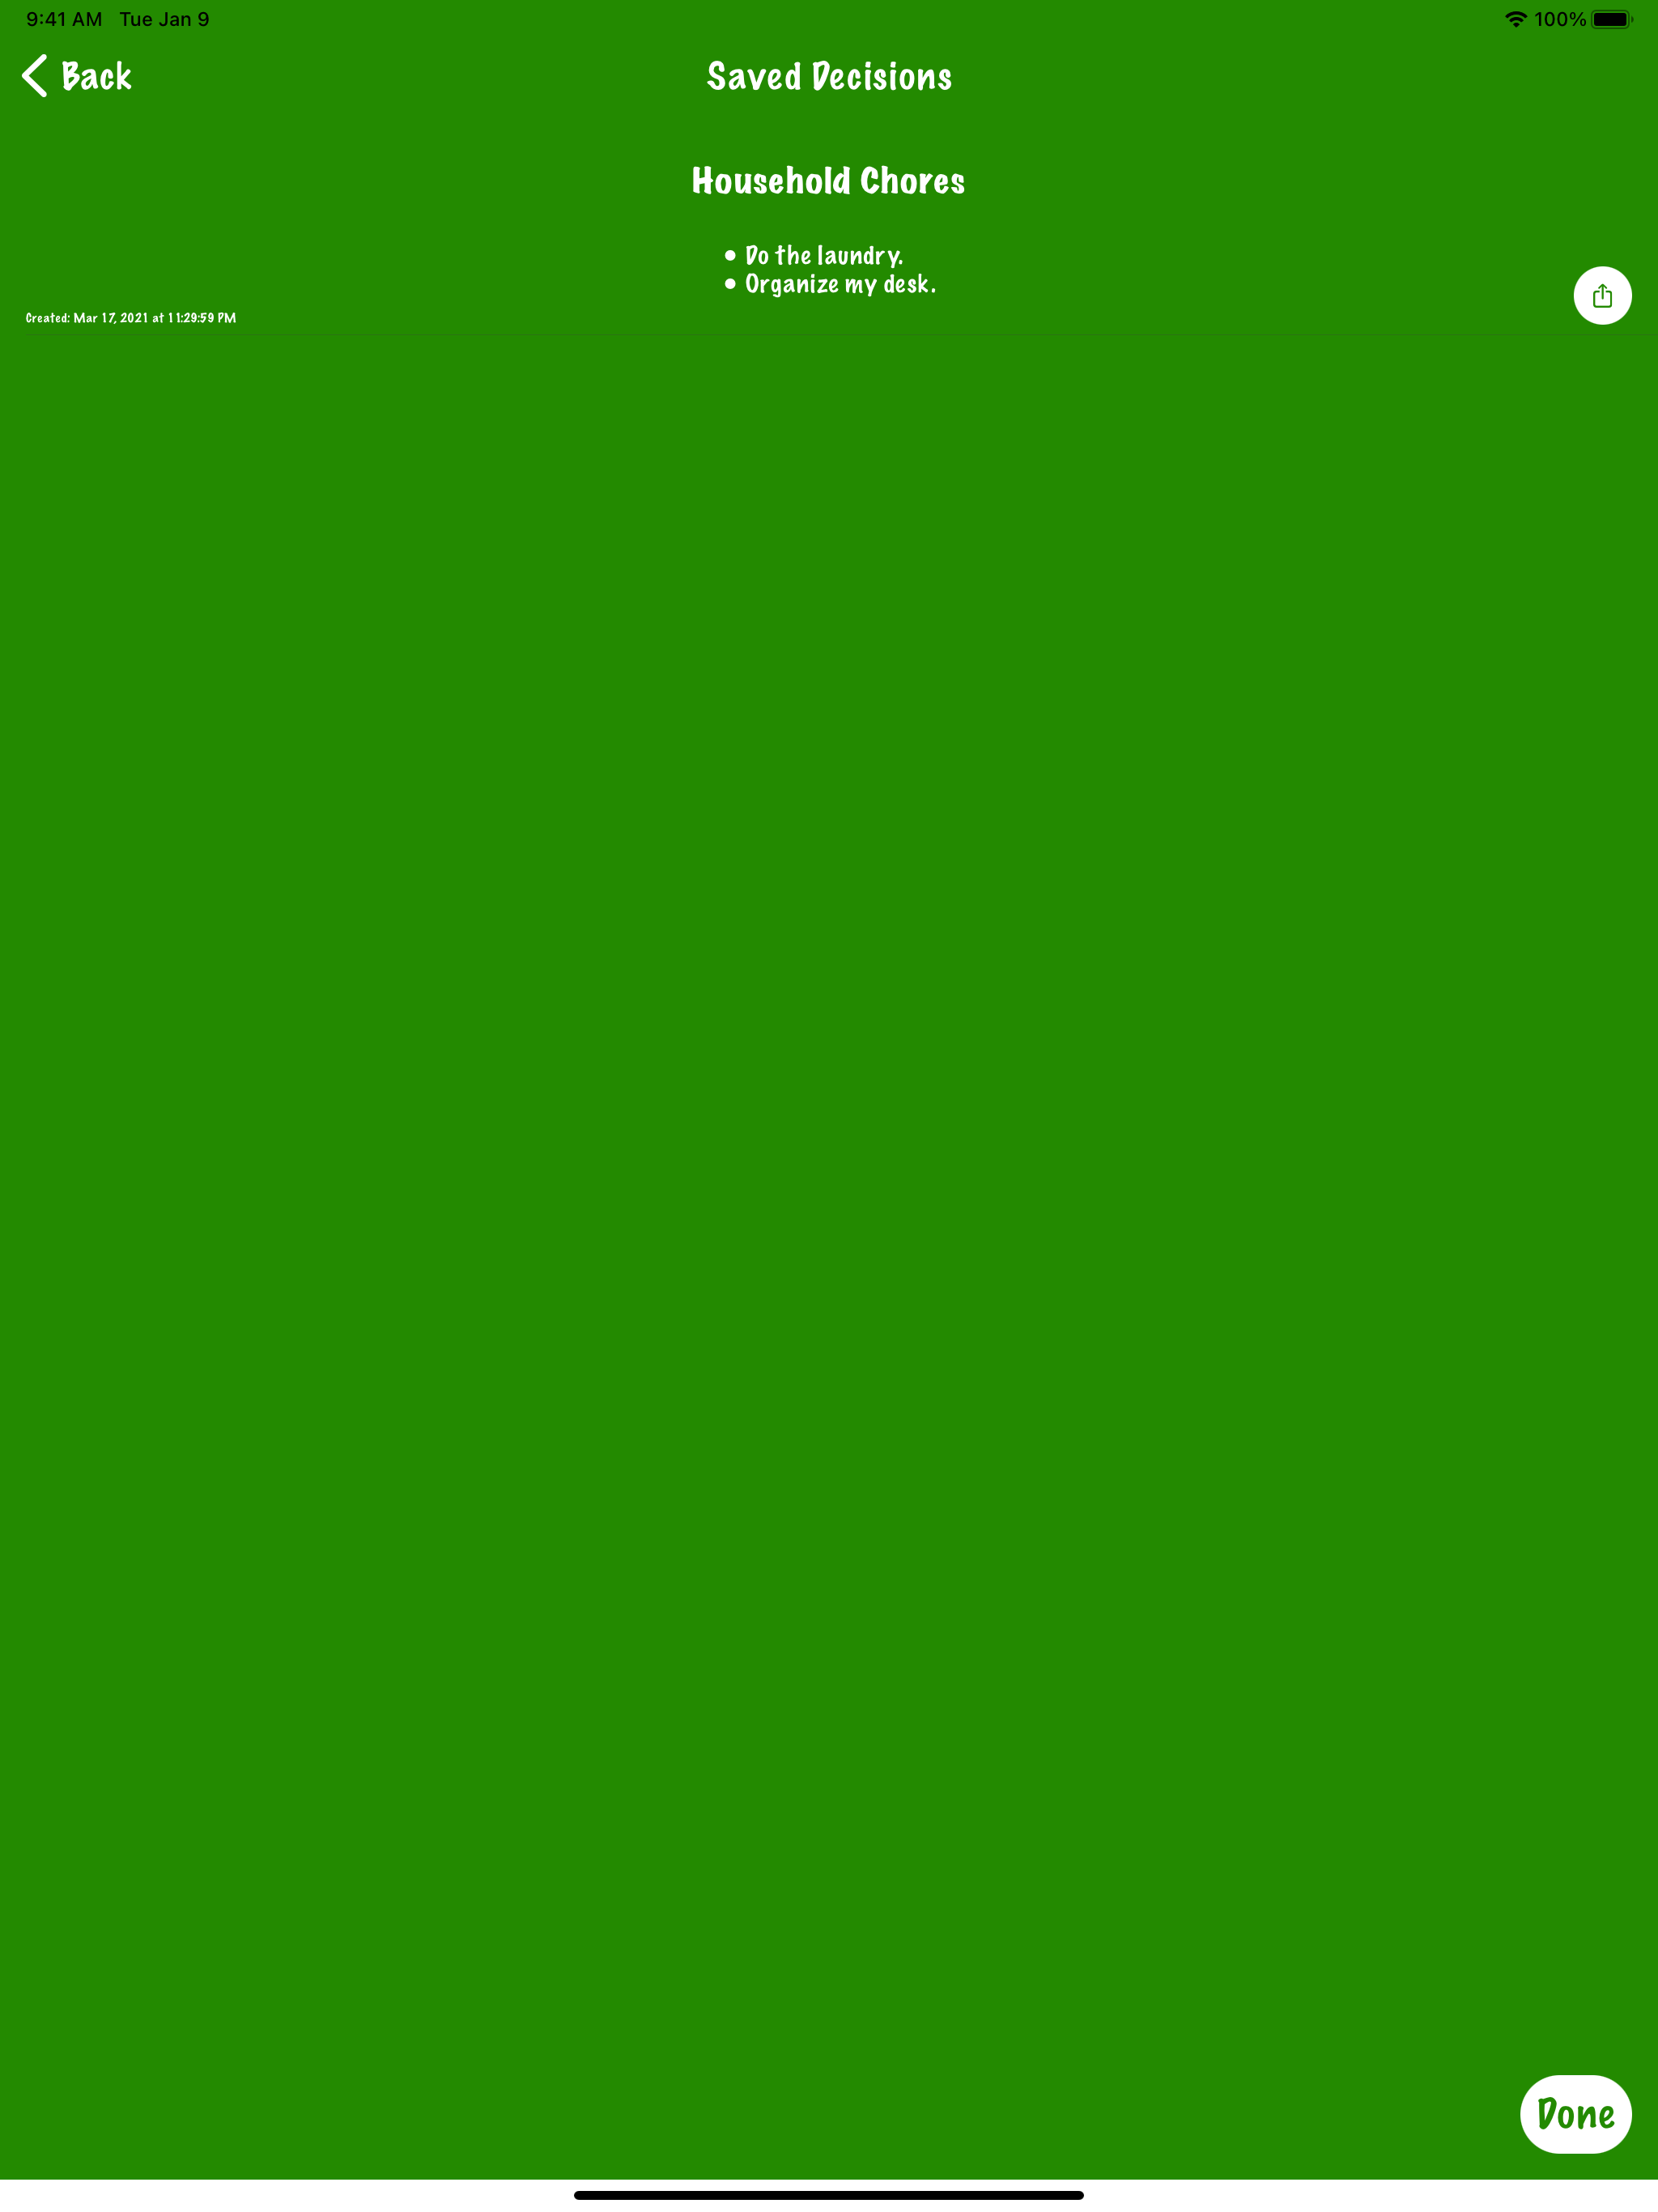 9:41 AM Tue Jan 9 100%
Back Saved Decisions
Household Chores
• Do the laundry.
• Organize my desk.
Created: Mar 17, 2021 at 11:29:59 PM
Done